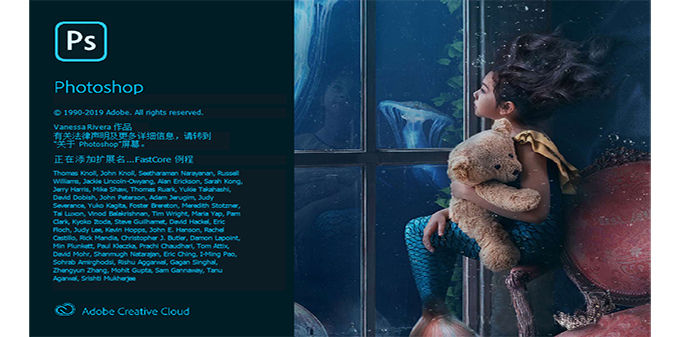 Ps
Photoshop
© 1990-2019 Adobe. All rights reserved.
Vanessa Rivera 作品
有关法律声明及更多详细信息，请转到
"关于 Photoshop"屏幕。
正在添加扩展名...FastCore 例程
Thomas Knoll, John Knoll, Seetharaman Narayanan, Russell
Williams, Jackie Lincoln-Owyang, Alan Erickson, Sarah Kong,
Jerry Harris, Mike Shaw, Thomas Ruark, Yukie Takahashi,
David Dobish, John Peterson, Adam Jerugim, Judy
Severance, Yuko Kagita, Foster Brereton, Meredith Stotzner,
Tai Luxon, Vinod Balakrishnan, Tim Wright, Maria Yap, Pam
Clark, Kyoko Itoda, Steve Guilhamet, David Hackel, Eric
Floch, Judy Lee, Kevin Hopps, John E. Hanson, Rachel
Castillo, Rick Mandia, Christopher J. Butler, Damon Lapoint,
Min Plunkett, Paul Klaczka, Prachi Chaudhari, Tom Attix,
David Mohr, Shanmugh Natarajan, Eric Ching, I-Ming Pao,
Sohrab Amirghodsi, Rishu Aggarwal, Gagan Singhal,
Zhengyun Zhang, Mohit Gupta, Sam Gannaway, Tanu
Agarwal, Srishti Mukherjee
Adobe Creative Cloud